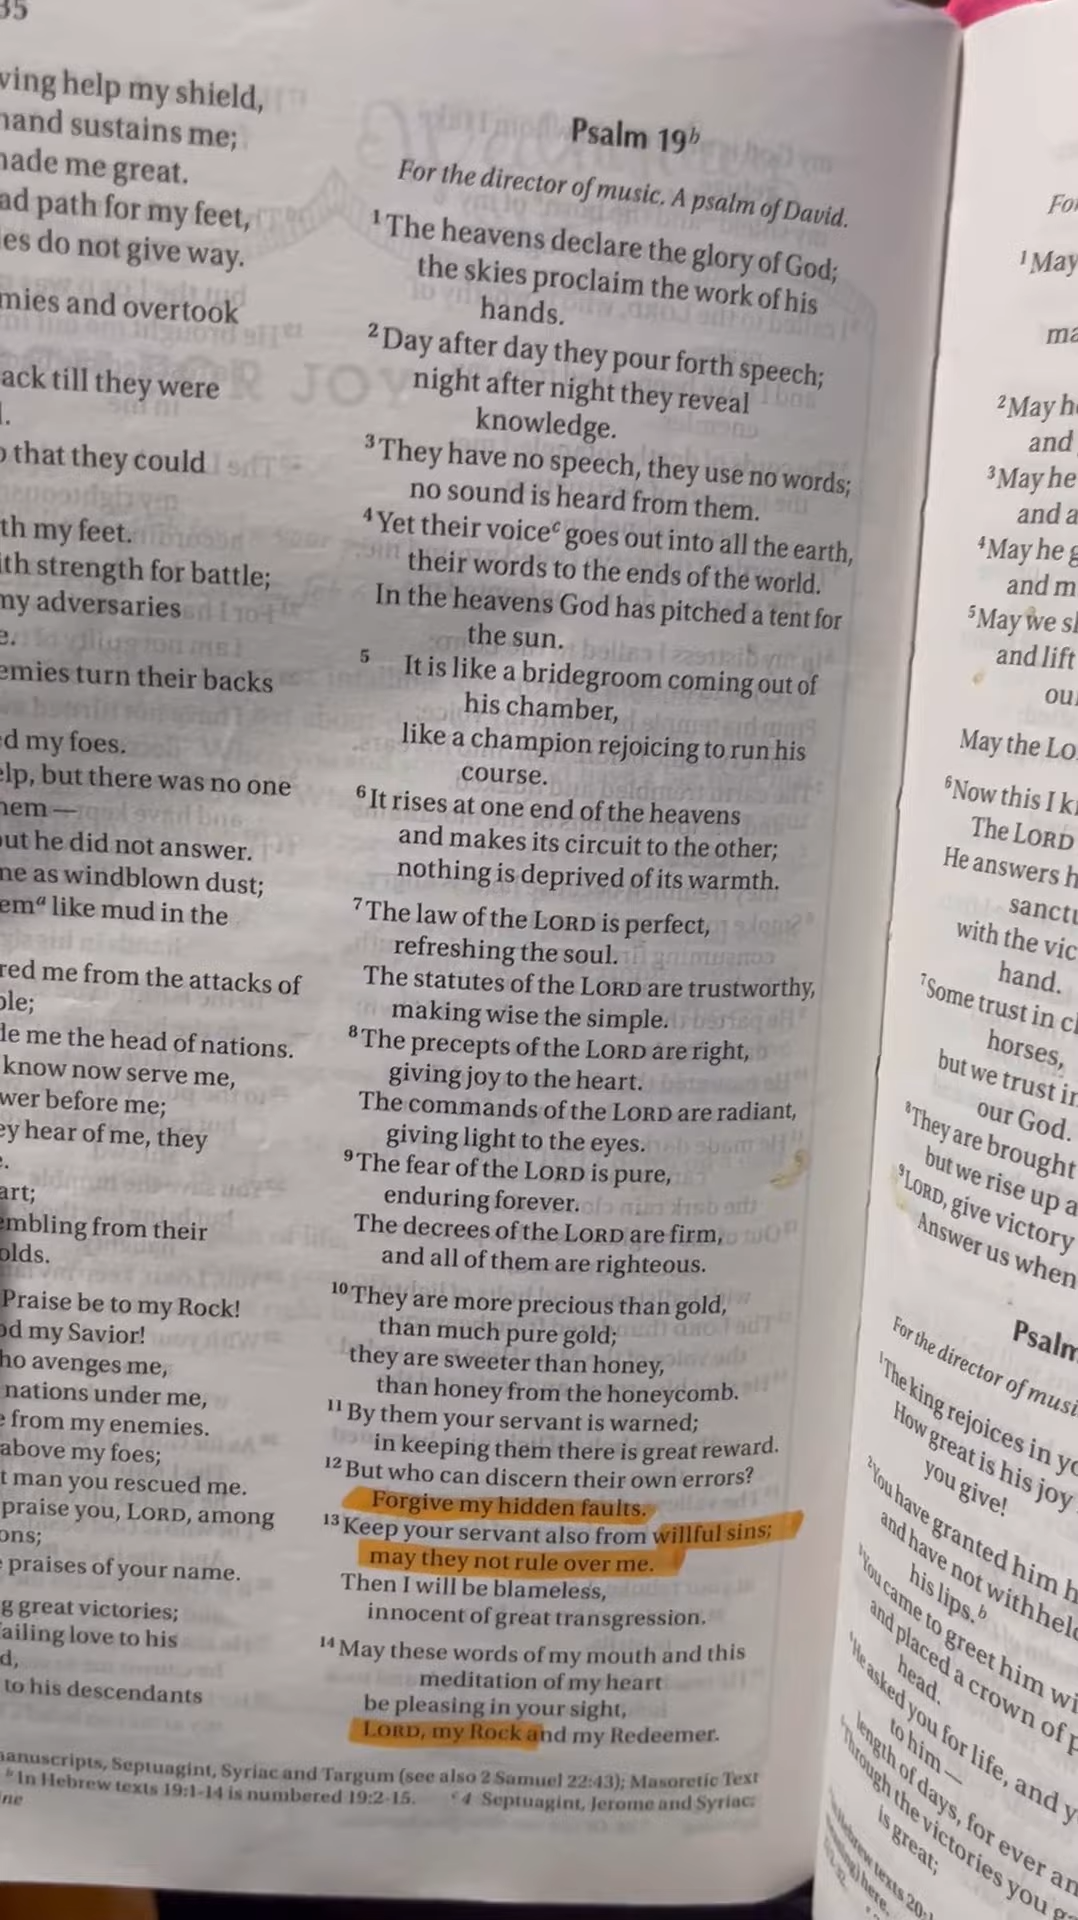 35
ving help my shield,
hand sustains me;
made me great.
ad path for my feet,
les do not give way.
mies and overtook
ack till they were
l.
o that they could
th my feet.
ith strength for battle;
my adversaries
e.
emies turn their backs
ed my foes.
elp, but there was no one
hem —
out he did not answer.
ne as windblown dust;
emᵃ like mud in the
red me from the attacks of
ple;
de me the head of nations.
know now serve me,
wer before me;
ey hear of me, they
e.
art;
embling from their
olds.
Praise be to my Rock!
od my Savior!
ho avenges me,
nations under me,
e from my enemies.
above my foes;
t man you rescued me.
praise you, LORD, among
ons;
e praises of your name.
g great victories;
failing love to his
d,
to his descendants
Psalm 19ᵇ
For the director of music. A psalm of David.
¹ The heavens declare the glory of God;
the skies proclaim the work of his
hands.
² Day after day they pour forth speech;
night after night they reveal
knowledge.
³ They have no speech, they use no words;
no sound is heard from them.
⁴ Yet their voiceᶜ goes out into all the earth,
their words to the ends of the world.
In the heavens God has pitched a tent for
the sun.
⁵ It is like a bridegroom coming out of
his chamber,
like a champion rejoicing to run his
course.
⁶ It rises at one end of the heavens
and makes its circuit to the other;
nothing is deprived of its warmth.
⁷ The law of the LORD is perfect,
refreshing the soul.
The statutes of the LORD are trustworthy,
making wise the simple.
⁸ The precepts of the LORD are right,
giving joy to the heart.
The commands of the LORD are radiant,
giving light to the eyes.
⁹ The fear of the LORD is pure,
enduring forever.
The decrees of the LORD are firm,
and all of them are righteous.
¹⁰ They are more precious than gold,
than much pure gold;
they are sweeter than honey,
than honey from the honeycomb.
¹¹ By them your servant is warned;
in keeping them there is great reward.
¹² But who can discern their own errors?
Forgive my hidden faults.
¹³ Keep your servant also from willful sins;
may they not rule over me.
Then I will be blameless,
innocent of great transgression.
¹⁴ May these words of my mouth and this
meditation of my heart
be pleasing in your sight,
LORD, my Rock and my Redeemer.
manuscripts, Septuagint, Syriac and Targum (see also 2 Samuel 22:43); Masoretic Text
ᵇ In Hebrew texts 19:1-14 is numbered 19:2-15. ᶜ 4 Septuagint, Jerome and Syriac;
ine
For
¹ May
ma
² May he
and
³ May he
and a
⁴ May he g
and m
⁵ May we sh
and lift
our
May the Lo
⁶ Now this I k
The LORD
He answers h
sanctu
with the vic
hand.
⁷ Some trust in ch
horses,
but we trust in
our God.
⁸ They are brought
but we rise up a
⁹ LORD, give victory
Answer us when
Psalm
For the director of musi
¹ The king rejoices in yo
How great is his joy
you give!
² You have granted him h
and have not withheld
his lips.ᵇ
³ You came to greet him wi
and placed a crown of p
head.
⁴ He asked you for life, and y
to him —
length of days, for ever an
⁵ Through the victories you ga
is great;
Hebrew texts 20:
here.